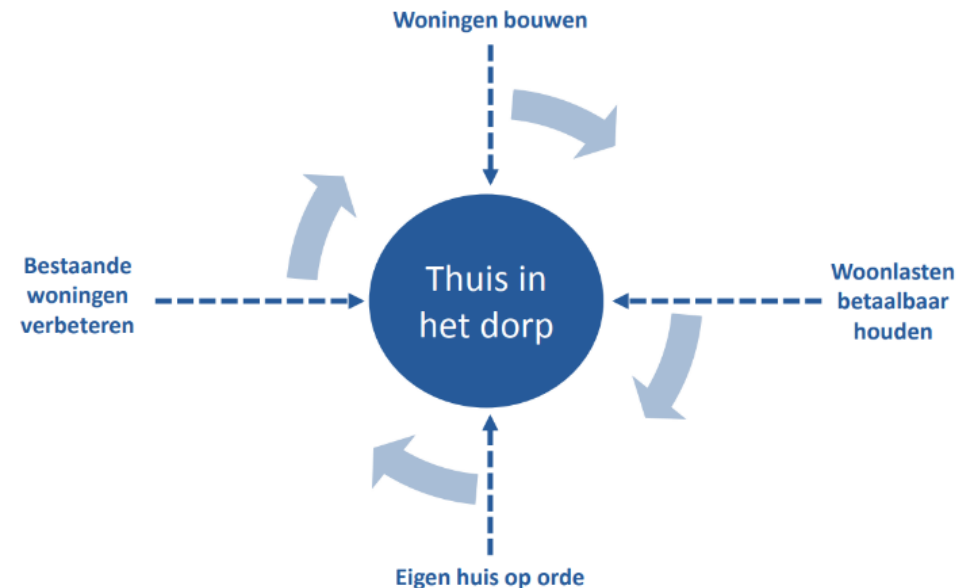 Woningen bouwen
Bestaande
woningen
verbeteren
Thuis in
het dorp
Woonlasten
betaalbaar
houden
Eigen huis op orde